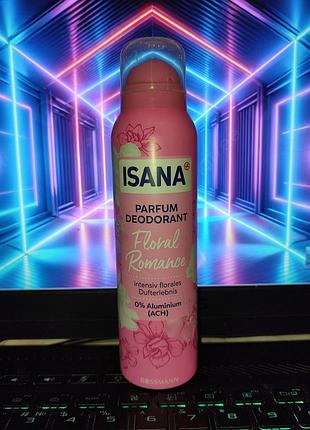 ISANA
PARFUM
DEODORANT
Floral
Romance
intensiv florales
Dufterlebnis
0% Aluminium
(ACH)
ROSSMANN